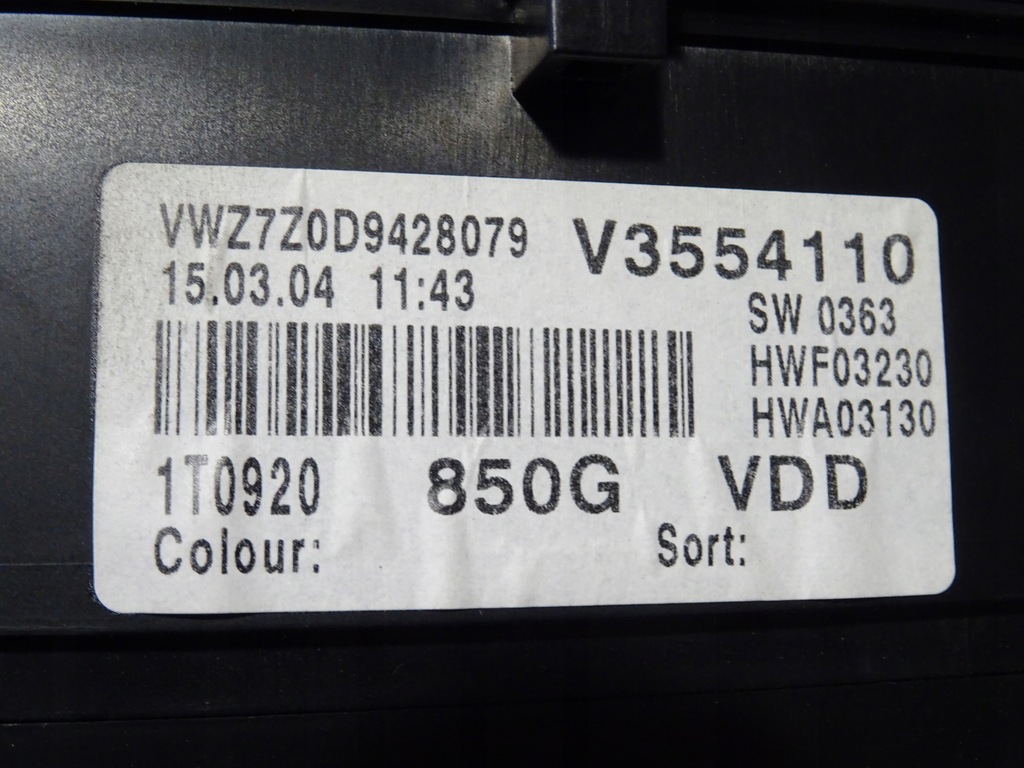 VWZ7Z0D9428079 V3554110
15.03.04 11:43
SW 0363
HWF03230
HWA03130
1T0920 850G VDD
Colour: Sort: